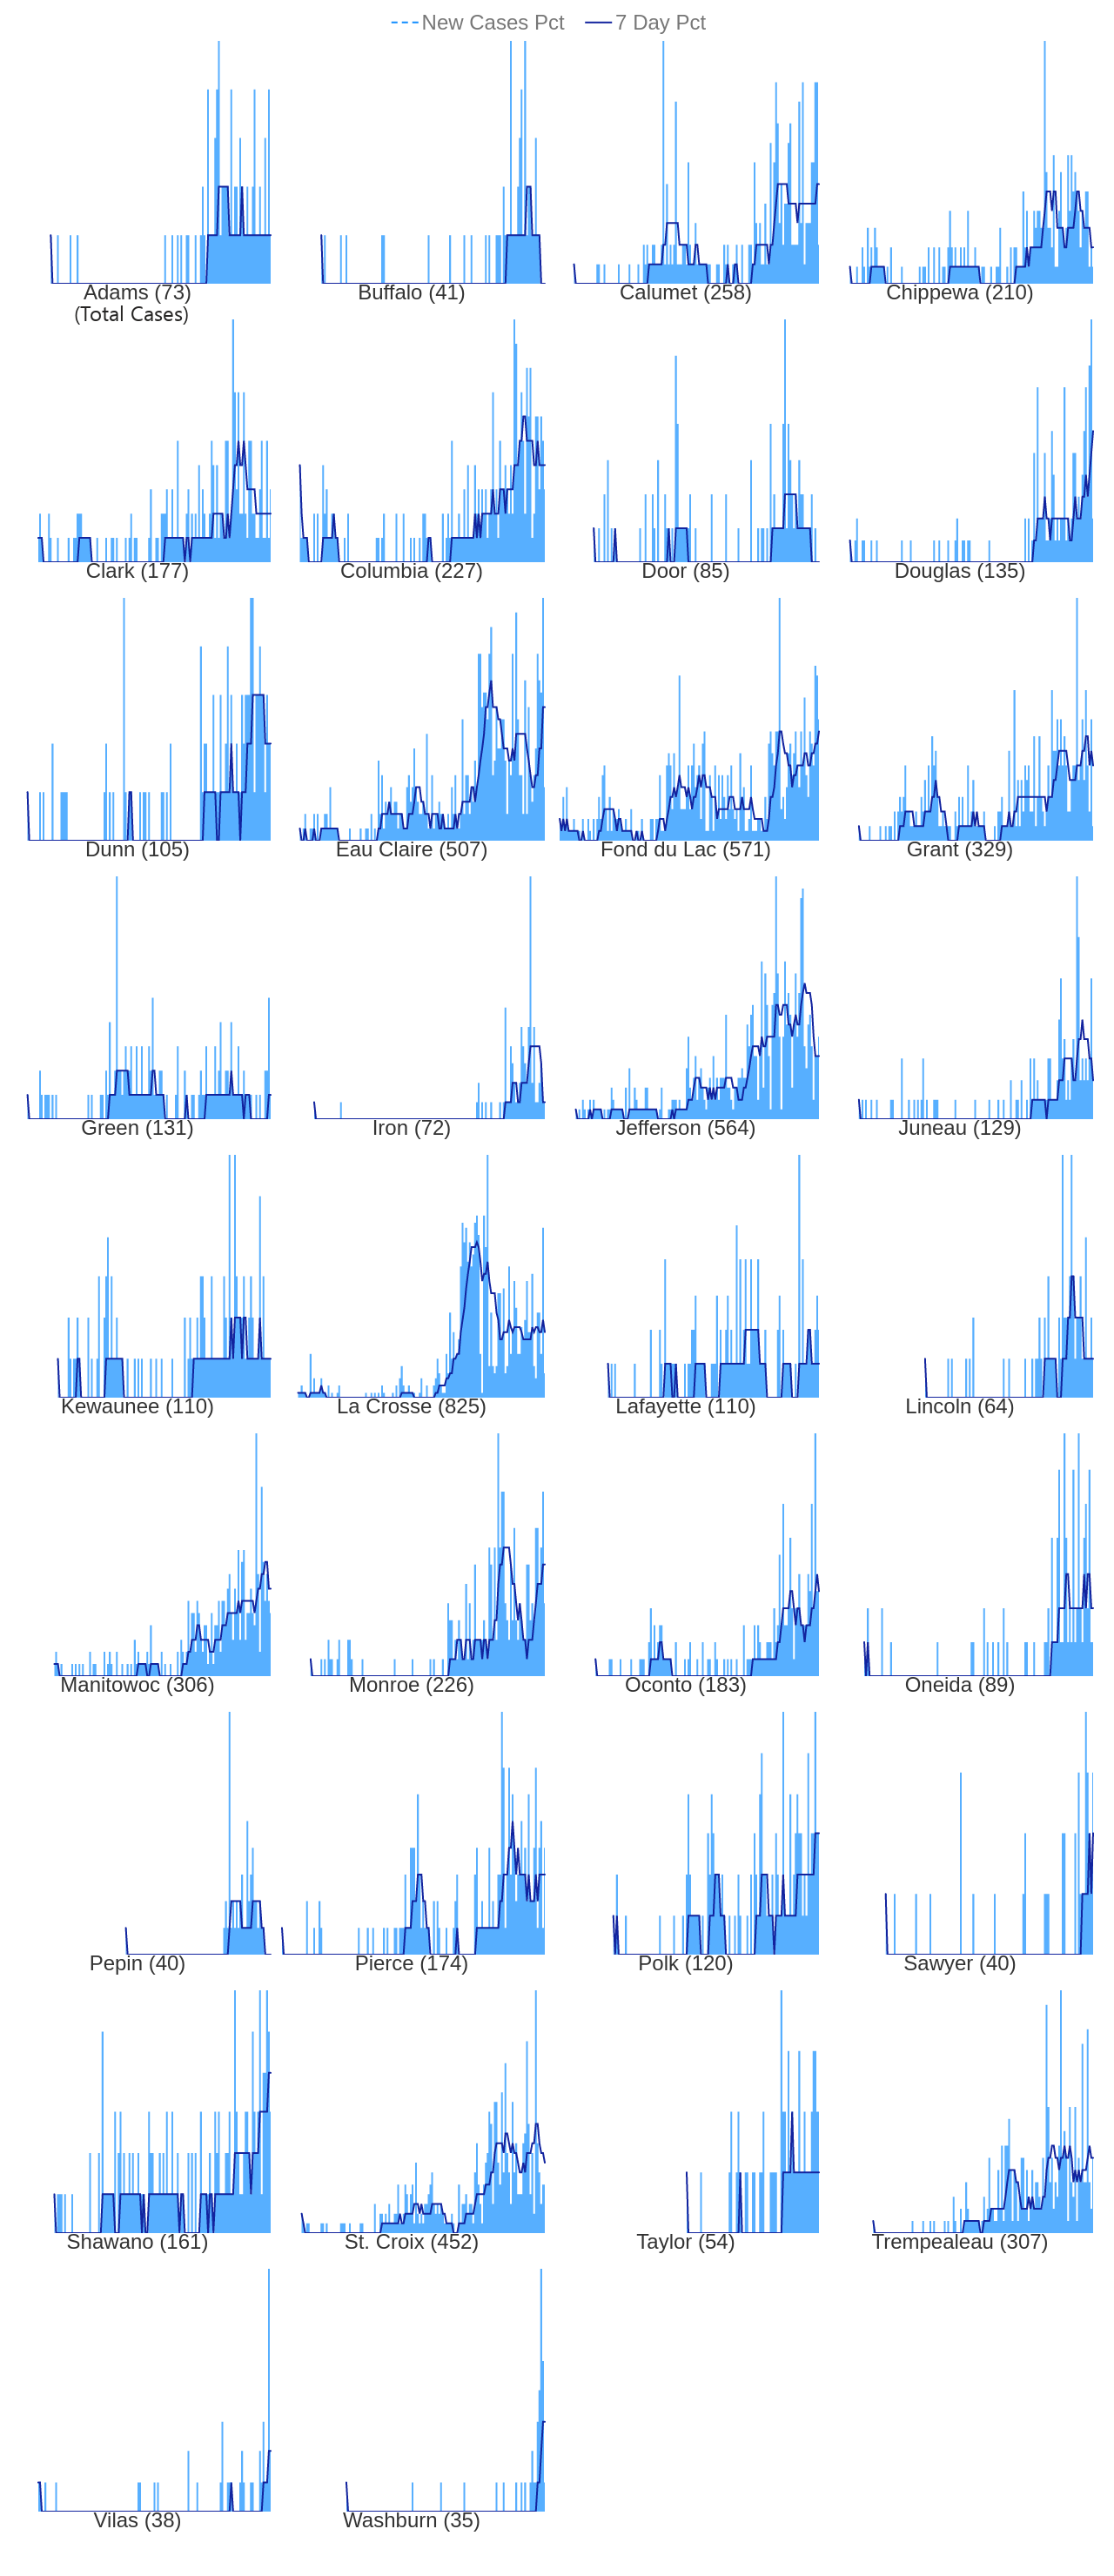 New Cases Pct 7 Day Pct
Adams (73) Buffalo (41) Calumet (258) Chippewa (210)
(Total Cases)
Clark (177) Columbia (227) Door (85) Douglas (135)
Dunn (105) Eau Claire (507) Fond du Lac (571) Grant (329)
Green (131) Iron (72) Jefferson (564) Juneau (129)
Kewaunee (110) La Crosse (825) Lafayette (110) Lincoln (64)
Manitowoc (306) Monroe (226) Oconto (183) Oneida (89)
Pepin (40) Pierce (174) Polk (120) Sawyer (40)
Shawano (161) St. Croix (452) Taylor (54) Trempealeau (307)
Vilas (38) Washburn (35)